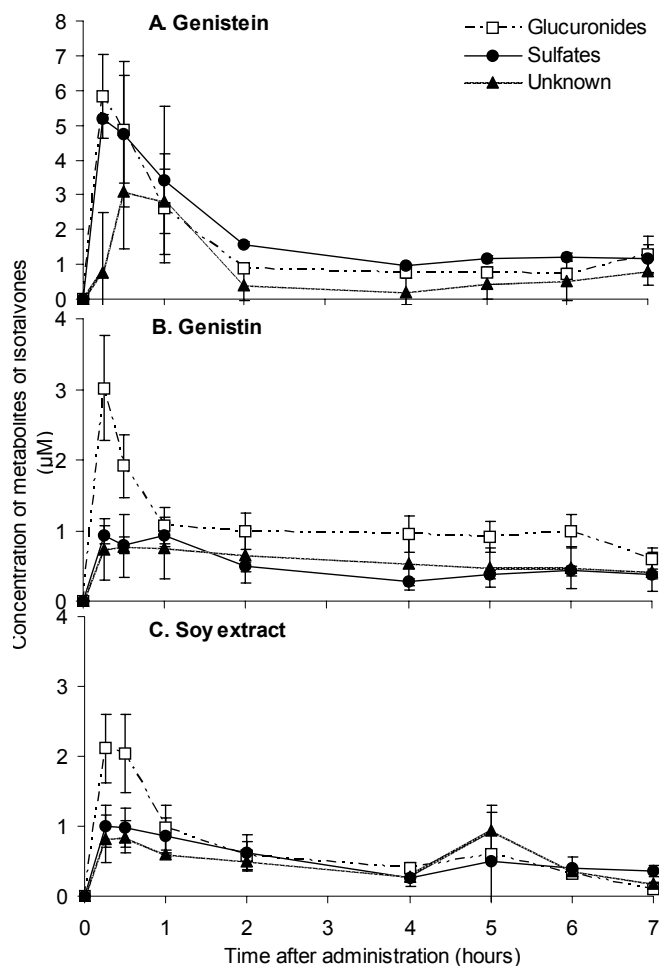 A. Genistein
Glucuronides
Sulfates
Unknown
8
7
6
5
4
3
2
1
0
B. Genistin
4
3
2
1
0
C. Soy extract
4
3
2
1
0
0 1 2 3 4 5 6 7
Time after administration (hours)
Concentration of metabolites of isofalvones
(µM)